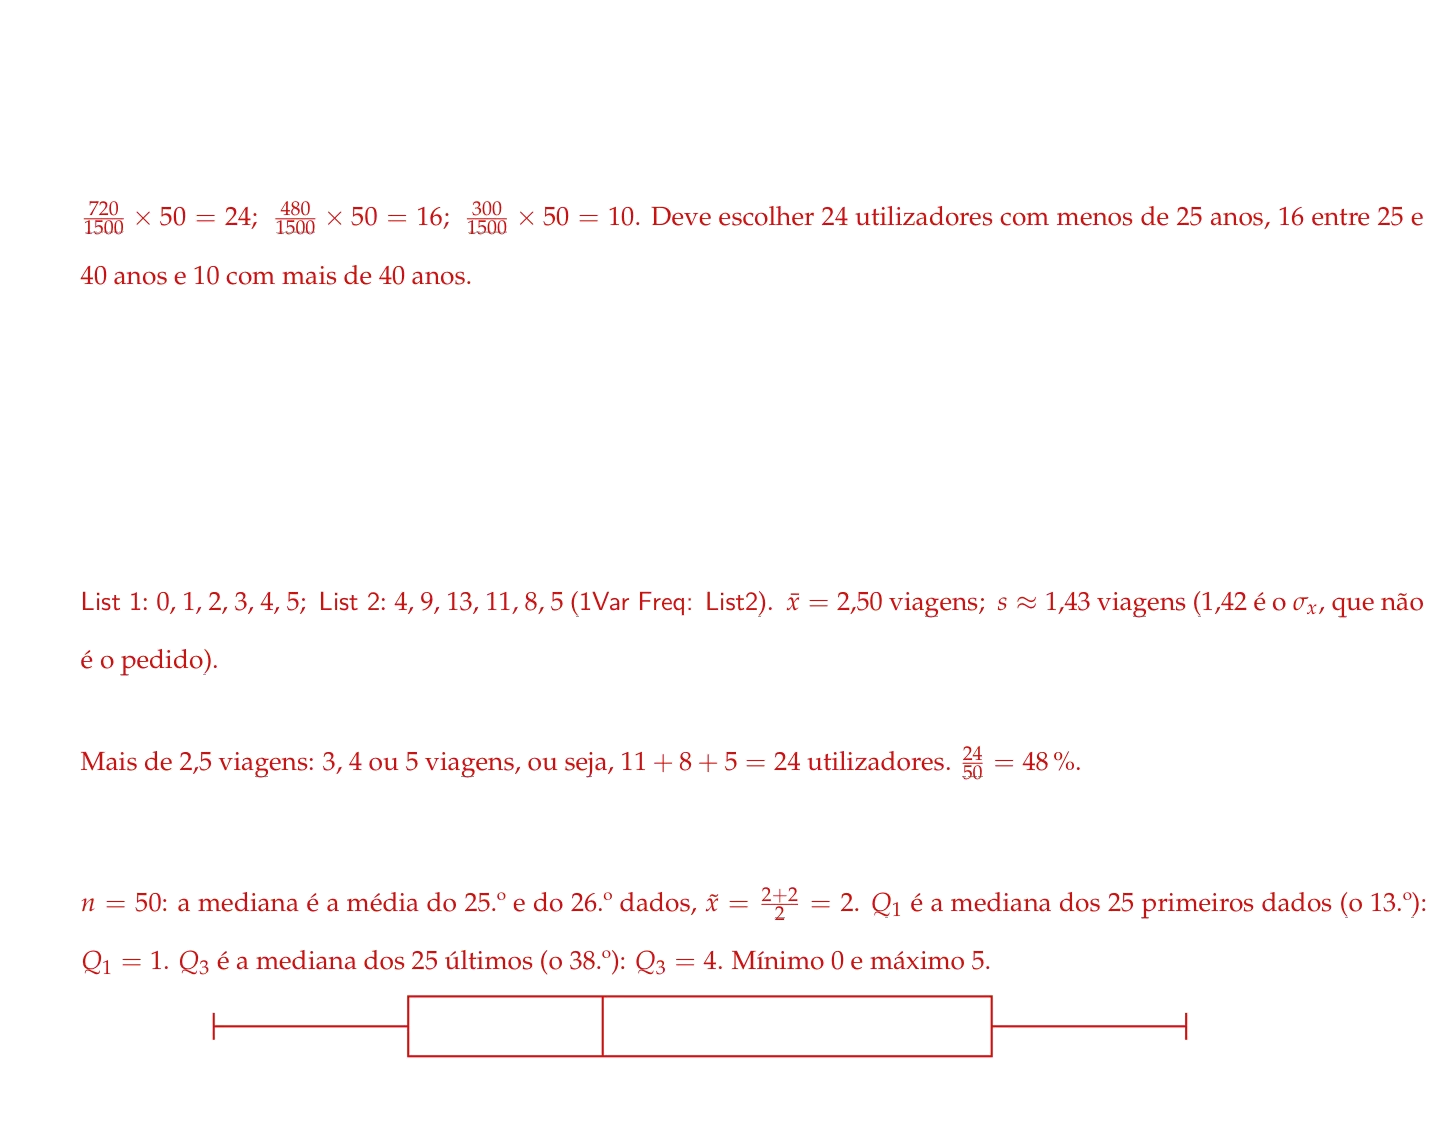 720/1500 × 50 = 24; 480/1500 × 50 = 16; 300/1500 × 50 = 10. Deve escolher 24 utilizadores com menos de 25 anos, 16 entre 25 e
40 anos e 10 com mais de 40 anos.
List 1: 0, 1, 2, 3, 4, 5; List 2: 4, 9, 13, 11, 8, 5 (1Var Freq: List2). x̄ = 2,50 viagens; s ≈ 1,43 viagens (1,42 é o σₓ, que não
é o pedido).
Mais de 2,5 viagens: 3, 4 ou 5 viagens, ou seja, 11 + 8 + 5 = 24 utilizadores. 24/50 = 48 %.
n = 50: a mediana é a média do 25.º e do 26.º dados, x̃ = (2+2)/2 = 2. Q₁ é a mediana dos 25 primeiros dados (o 13.º):
Q₁ = 1. Q₃ é a mediana dos 25 últimos (o 38.º): Q₃ = 4. Mínimo 0 e máximo 5.